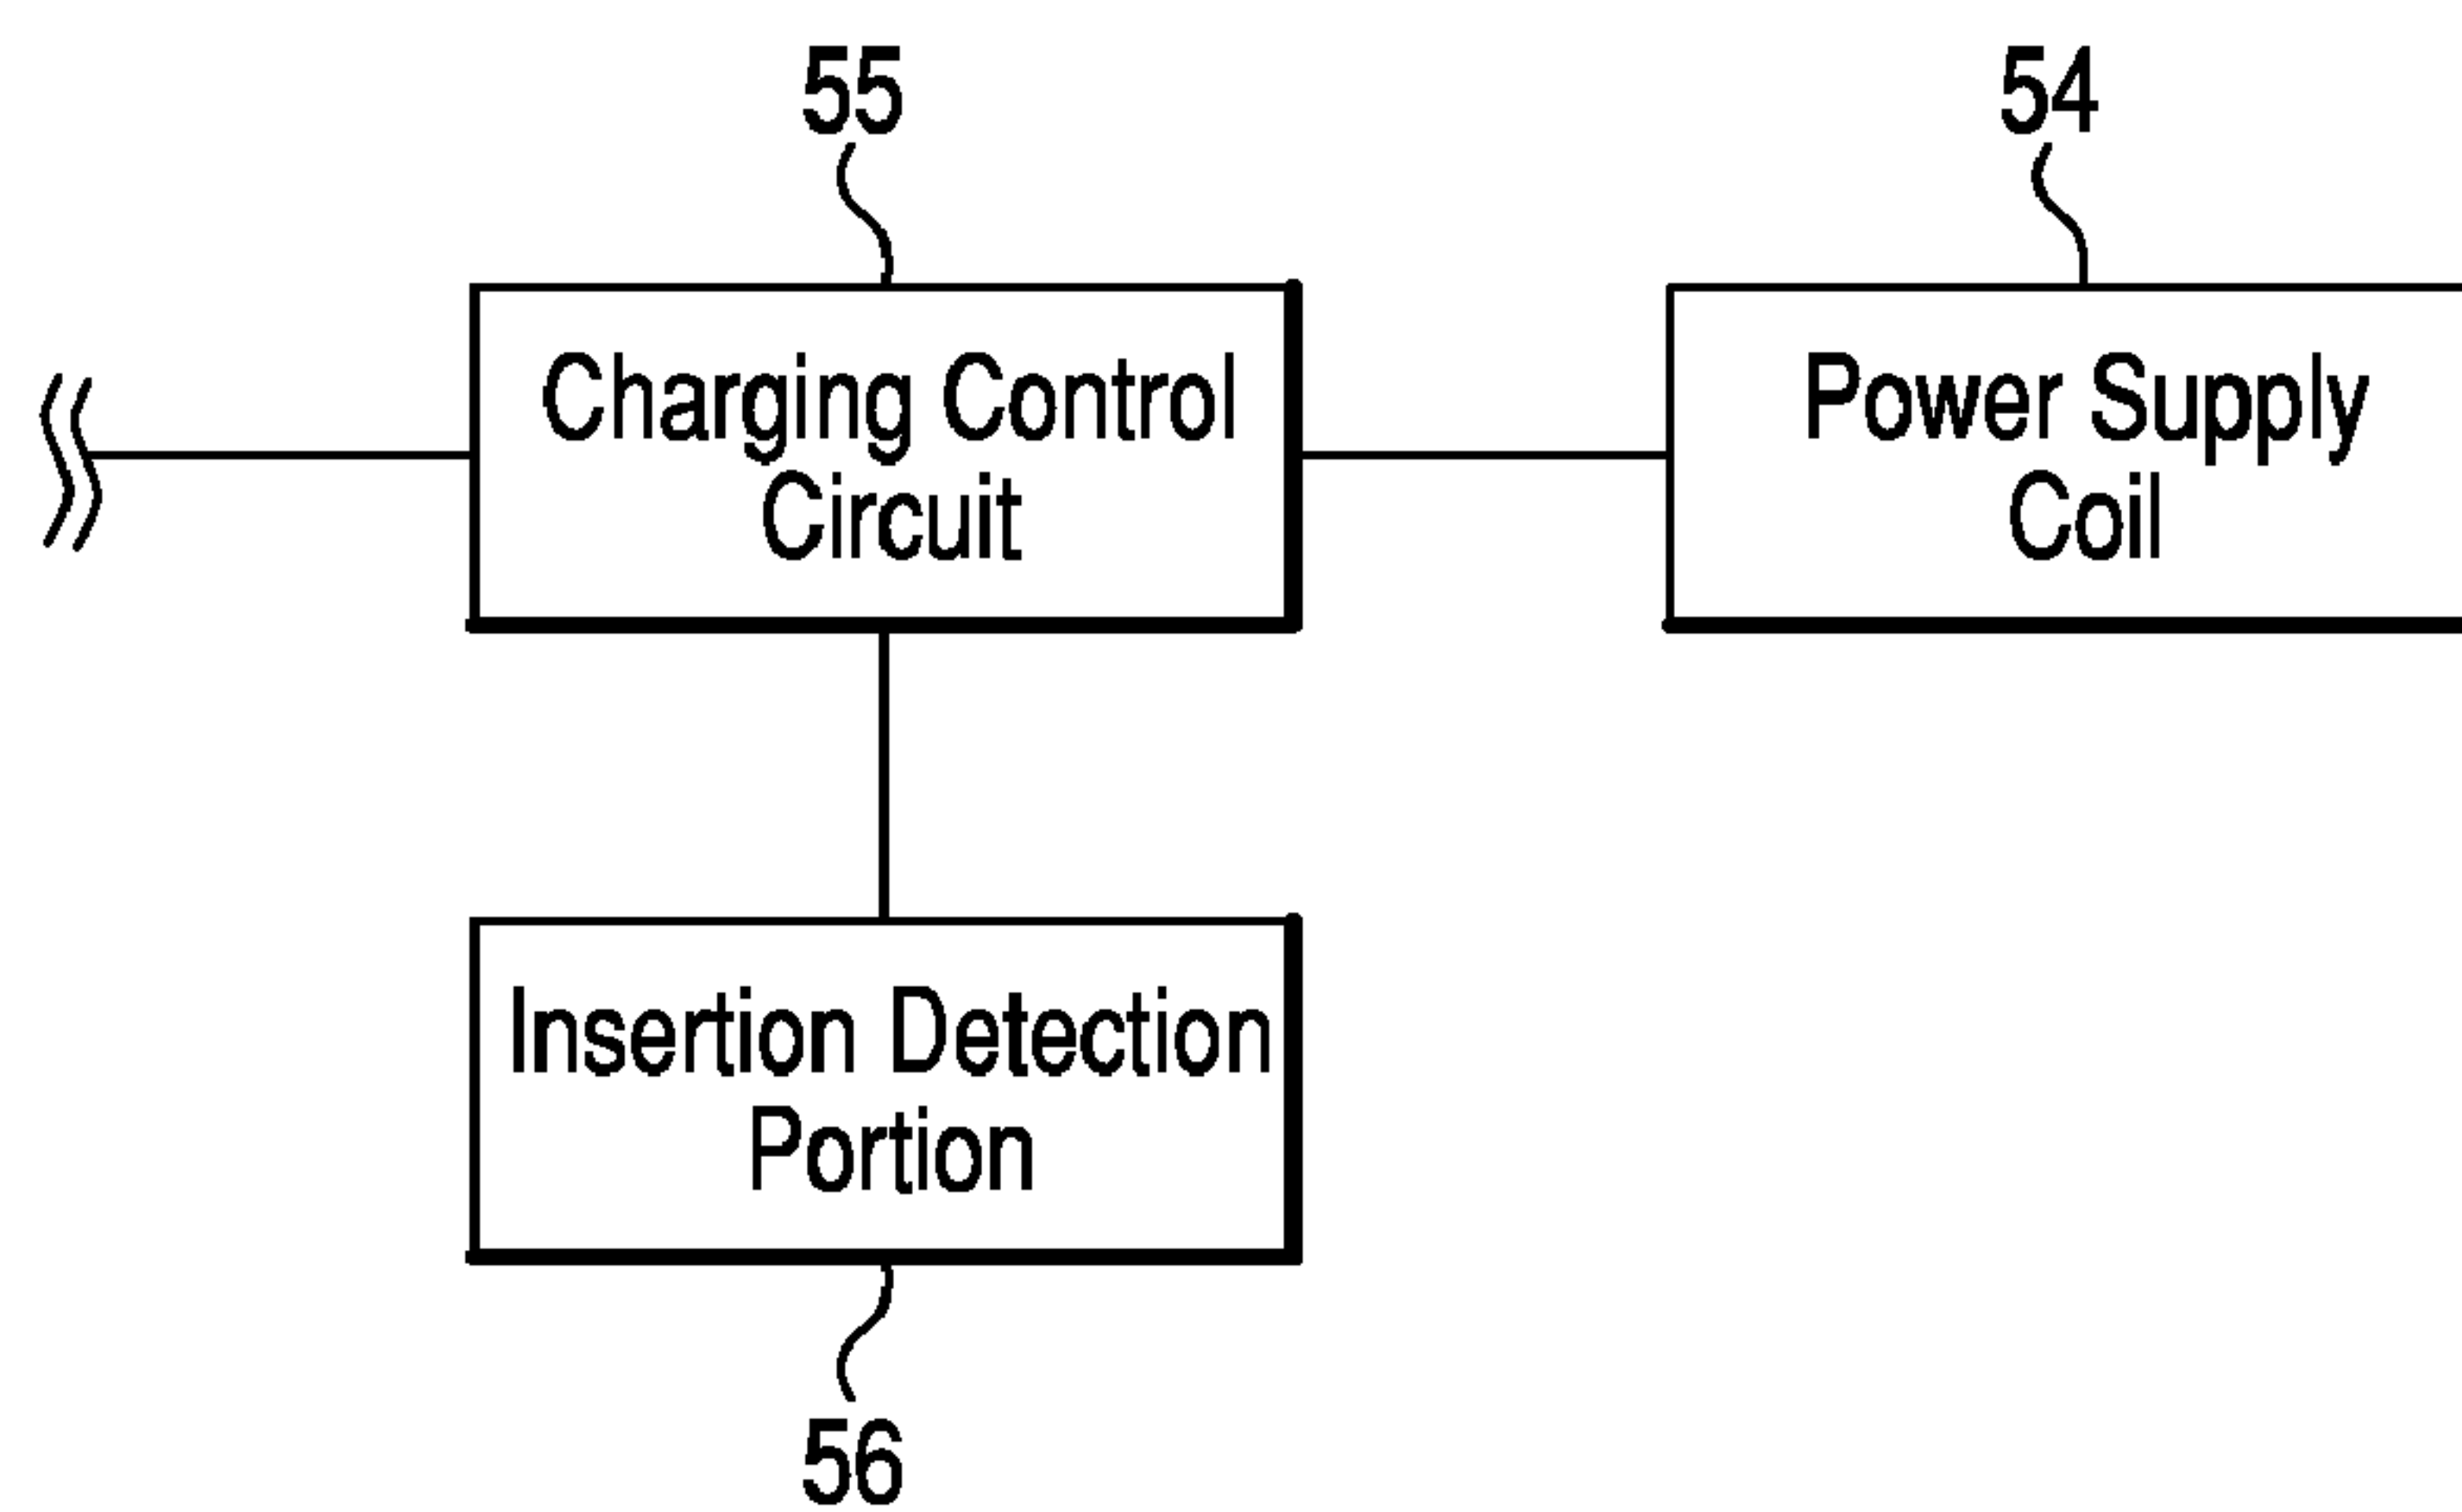 55
54
Charging Control
Circuit
Power Supply
Coil
Insertion Detection
Portion
56